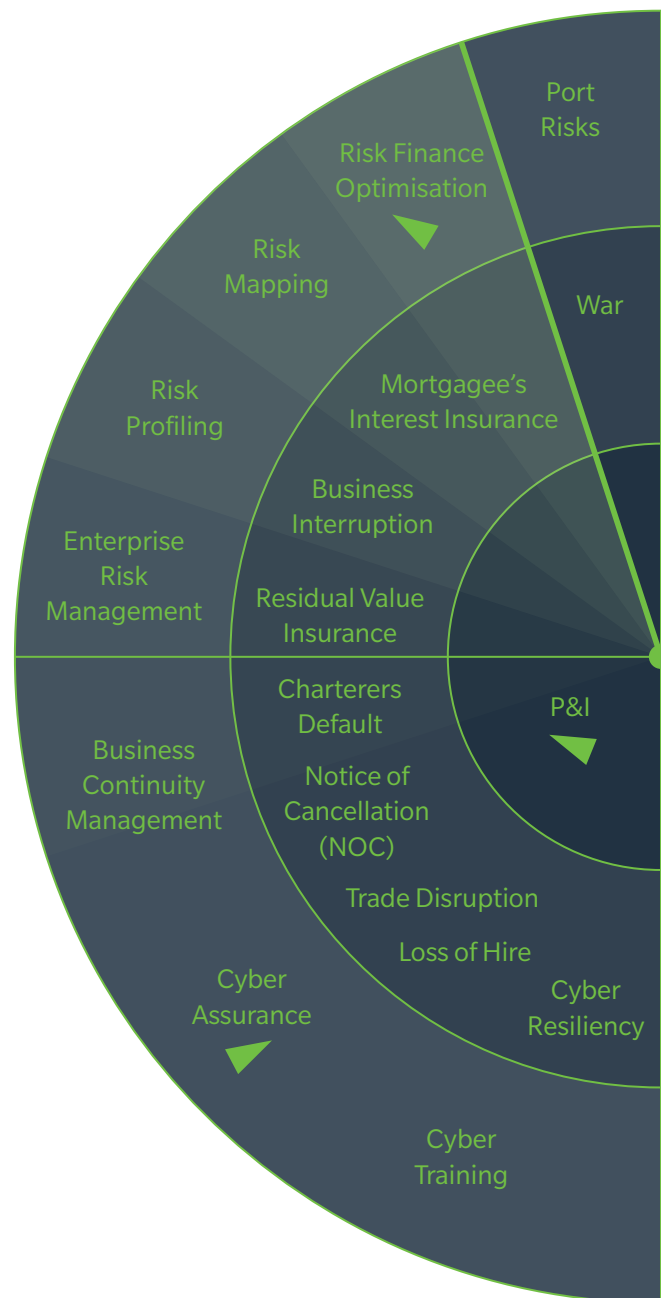 Port
Risks
Risk Finance
Optimisation
Risk
Mapping
War
Mortgagee’s
Interest Insurance
Risk
Profiling
Business
Interruption
Enterprise
Risk
Management
Residual Value
Insurance
Charterers
Default
P&I
Business
Continuity
Management
Notice of
Cancellation
(NOC)
Trade Disruption
Loss of Hire
Cyber
Assurance
Cyber
Resiliency
Cyber
Training